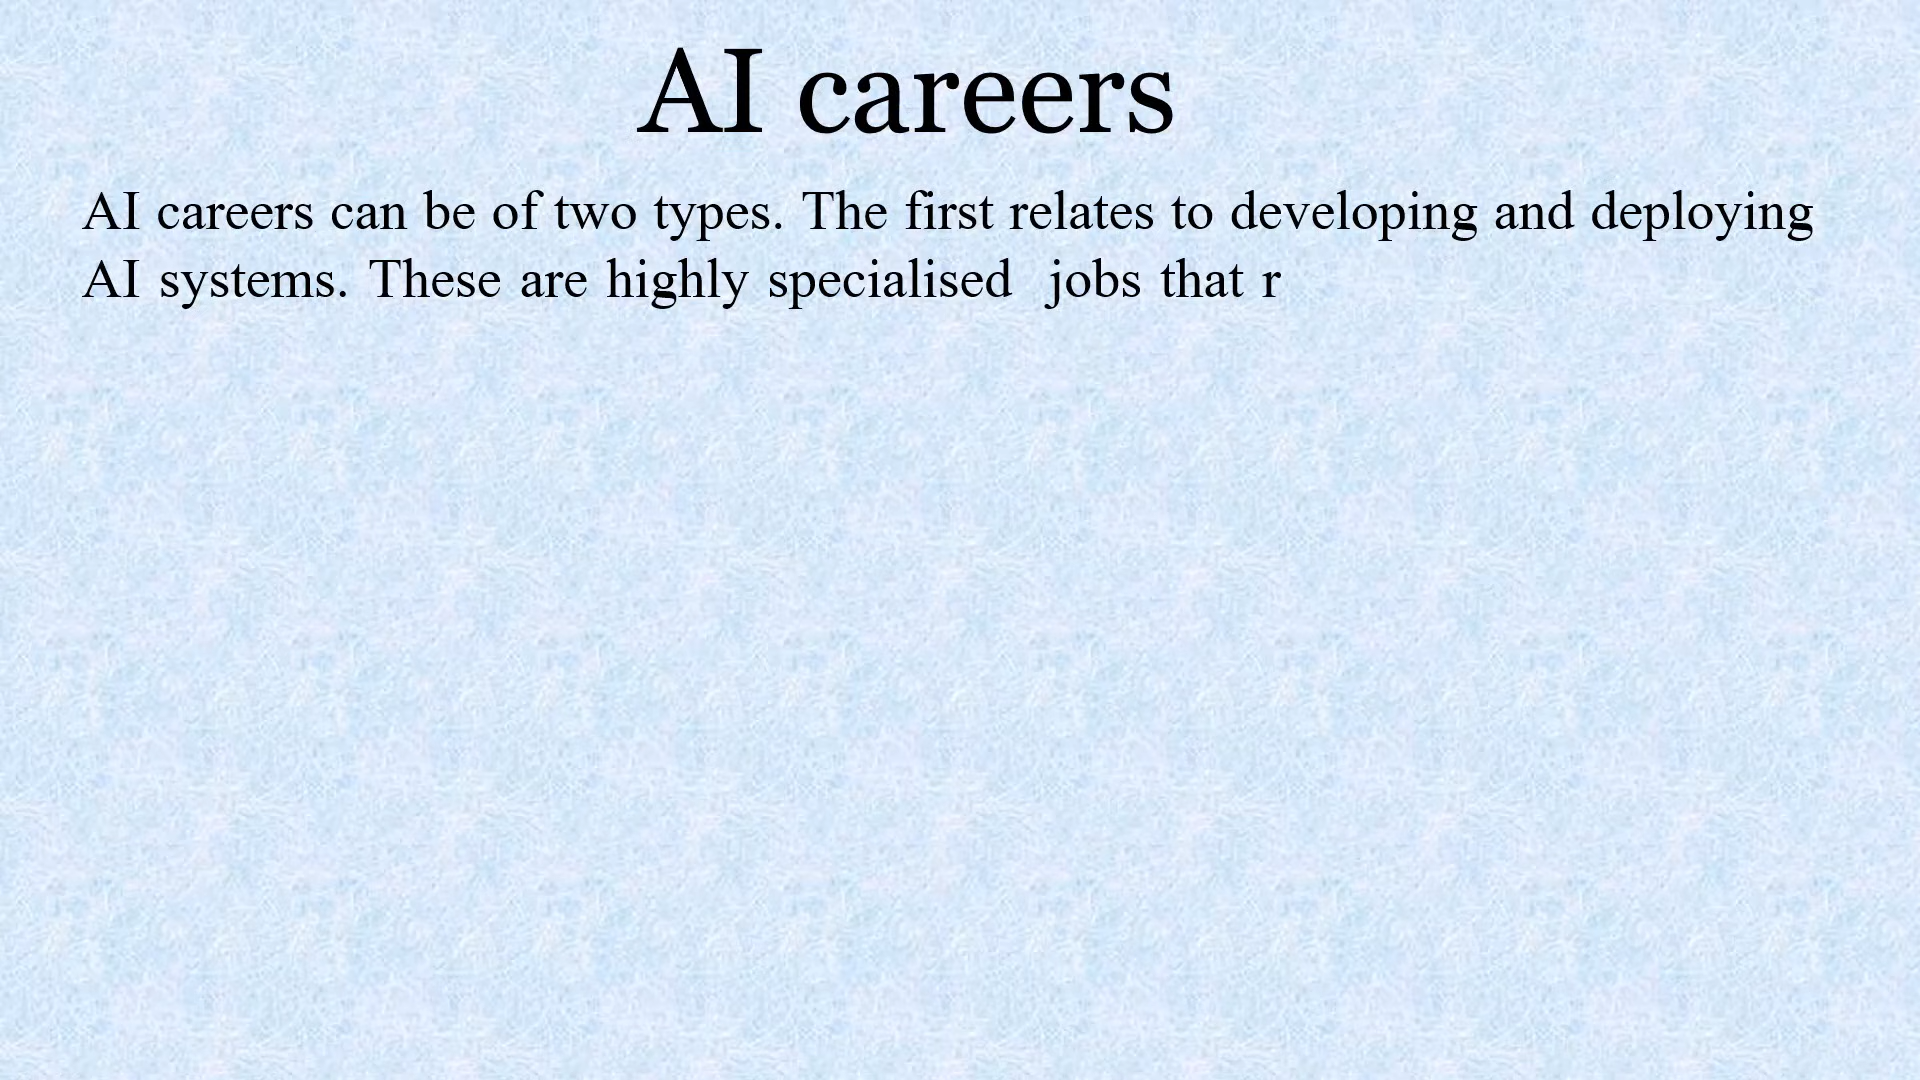 AI careers
AI careers can be of two types. The first relates to developing and deploying
AI systems. These are highly specialised  jobs that r